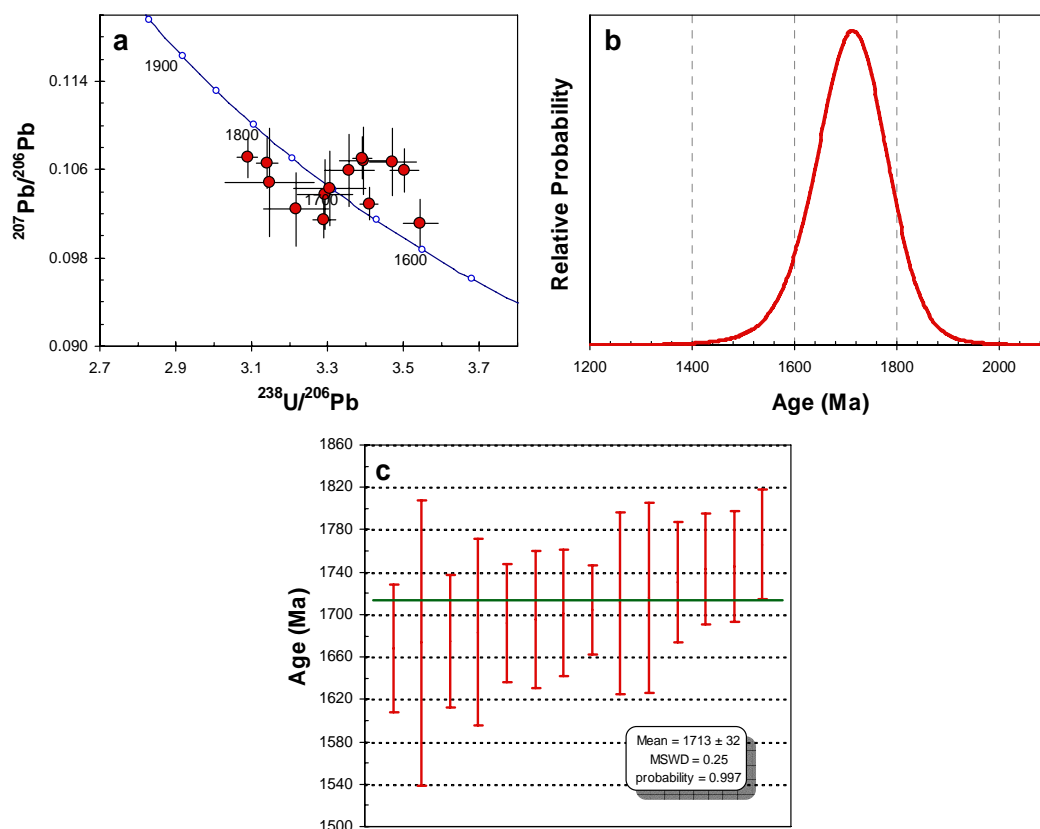 a
1900
1800
1700
1600
0.114
0.106
0.098
0.090
207Pb/206Pb
2.7 2.9 3.1 3.3 3.5 3.7
238U/206Pb
b
Relative Probability
1200 1400 1600 1800 2000
Age (Ma)
c
1860
1820
1780
1740
1700
1660
1620
1580
1540
1500
Age (Ma)
Mean = 1713 ± 32
MSWD = 0.25
probability = 0.997